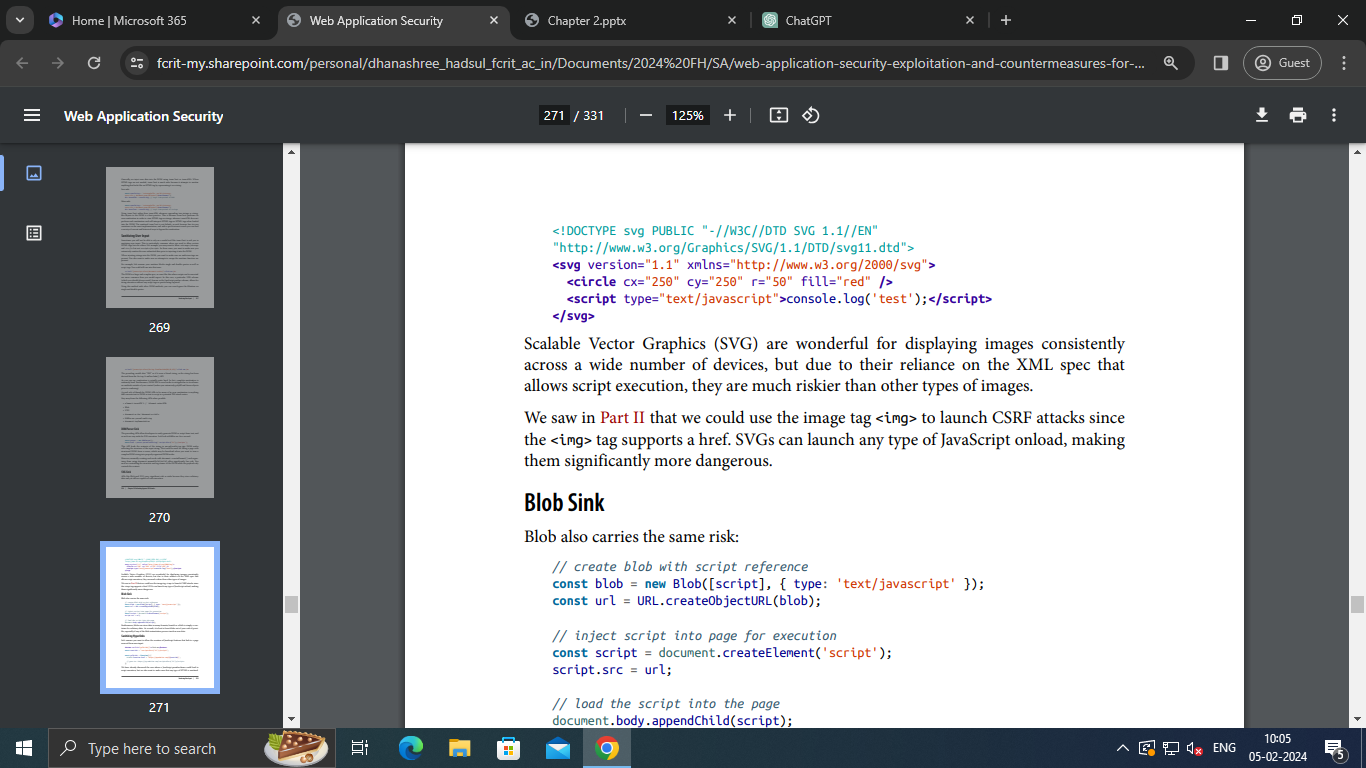 Home | Microsoft 365
Web Application Security
Chapter 2.pptx
ChatGPT
fcrit-my.sharepoint.com/personal/dhanashree_hadsul_fcrit_ac_in/Documents/2024%20FH/SA/web-application-security-exploitation-and-countermeasures-for-...
Guest
Web Application Security
271 / 331
125%
269
270
271
<!DOCTYPE svg PUBLIC "-//W3C//DTD SVG 1.1//EN"
"http://www.w3.org/Graphics/SVG/1.1/DTD/svg11.dtd">
<svg version="1.1" xmlns="http://www.w3.org/2000/svg">
<circle cx="250" cy="250" r="50" fill="red" />
<script type="text/javascript">console.log('test');</script>
</svg>
Scalable Vector Graphics (SVG) are wonderful for displaying images consistently
across a wide number of devices, but due to their reliance on the XML spec that
allows script execution, they are much riskier than other types of images.
We saw in Part II that we could use the image tag <img> to launch CSRF attacks since
the <img> tag supports a href. SVGs can launch any type of JavaScript onload, making
them significantly more dangerous.
Blob Sink
Blob also carries the same risk:
// create blob with script reference
const blob = new Blob([script], { type: 'text/javascript' });
const url = URL.createObjectURL(blob);
// inject script into page for execution
const script = document.createElement('script');
script.src = url;
// load the script into the page
document.body.appendChild(script);
Type here to search
ENG
10:05
05-02-2024
5